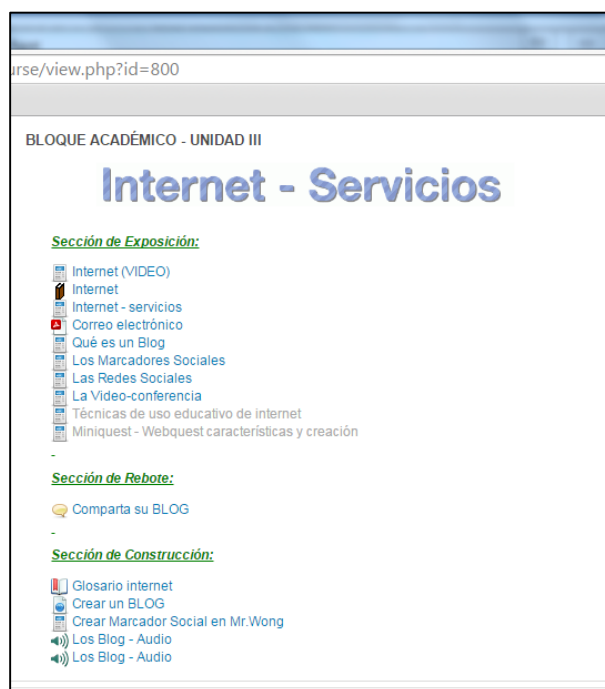 urse/view.php?id=800
BLOQUE ACADÉMICO - UNIDAD III
Internet - Servicios
Sección de Exposición:
Internet (VIDEO)
Internet
Internet - servicios
Correo electrónico
Qué es un Blog
Los Marcadores Sociales
Las Redes Sociales
La Video-conferencia
Técnicas de uso educativo de internet
Miniquest - Webquest características y creación
-
Sección de Rebote:
Comparta su BLOG
-
Sección de Construcción:
Glosario internet
Crear un BLOG
Crear Marcador Social en Mr.Wong
Los Blog - Audio
Los Blog - Audio